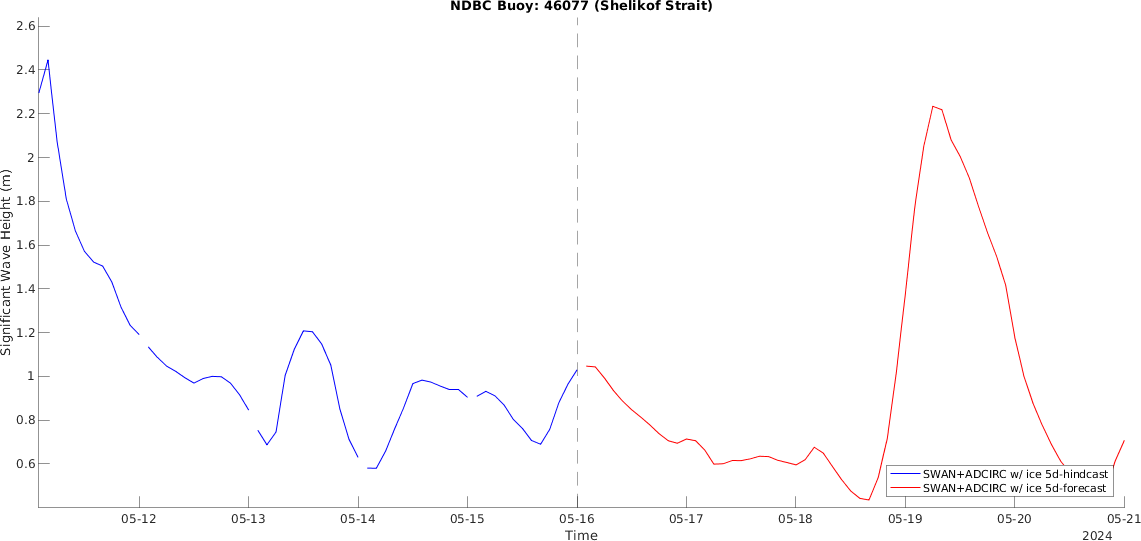 NDBC Buoy: 46077 (Shelikof Strait)
Significant Wave Height (m)
2.6
2.4
2.2
2
1.8
1.6
1.4
1.2
1
0.8
0.6
SWAN+ADCIRC w/ ice 5d-hindcast
SWAN+ADCIRC w/ ice 5d-forecast
05-12 05-13 05-14 05-15 05-16 05-17 05-18 05-19 05-20 05-21
Time
2024